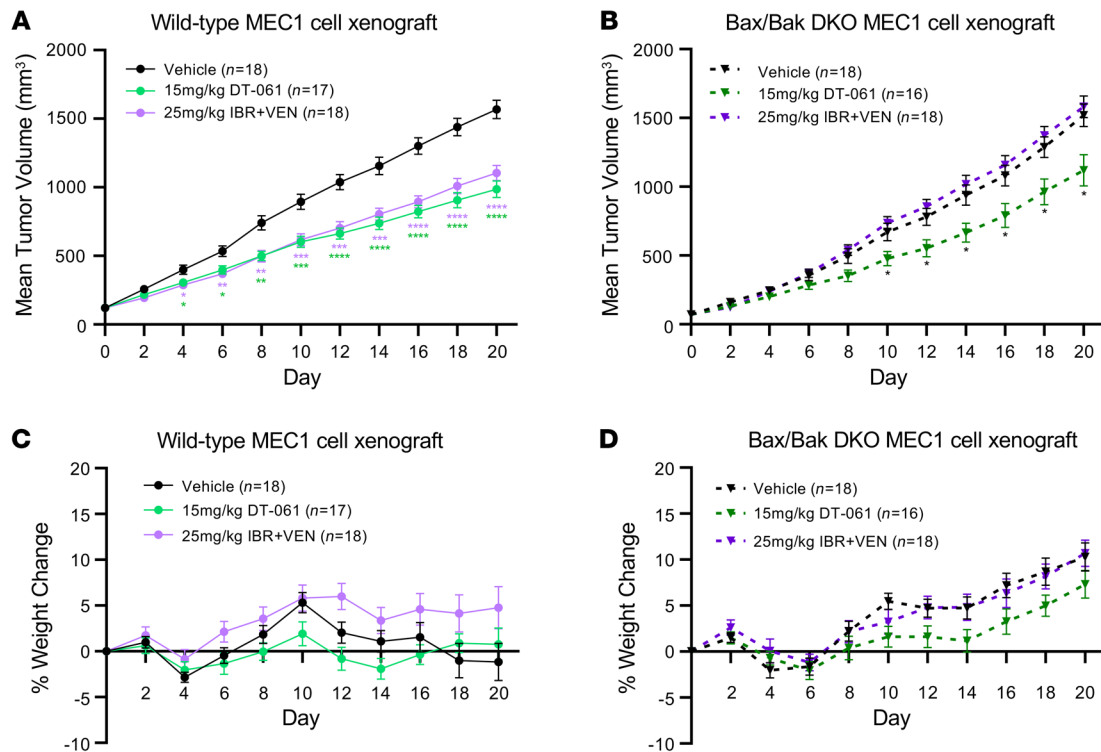 A Wild-type MEC1 cell xenograft
Mean Tumor Volume (mm³)
2000
1500
1000
500
0
Vehicle (n=18)
15mg/kg DT-061 (n=17)
25mg/kg IBR+VEN (n=18)
* ** ** *** *** *** **** **** ****
* * ** *** **** **** **** **** ****
0 2 4 6 8 10 12 14 16 18 20
Day
B Bax/Bak DKO MEC1 cell xenograft
Mean Tumor Volume (mm³)
2000
1500
1000
500
0
Vehicle (n=18)
15mg/kg DT-061 (n=16)
25mg/kg IBR+VEN (n=18)
* * * * * *
0 2 4 6 8 10 12 14 16 18 20
Day
C Wild-type MEC1 cell xenograft
% Weight Change
20
15
10
5
0
-5
-10
Vehicle (n=18)
15mg/kg DT-061 (n=17)
25mg/kg IBR+VEN (n=18)
2 4 6 8 10 12 14 16 18 20
Day
D Bax/Bak DKO MEC1 cell xenograft
% Weight Change
20
15
10
5
0
-5
-10
Vehicle (n=18)
15mg/kg DT-061 (n=16)
25mg/kg IBR+VEN (n=18)
2 4 6 8 10 12 14 16 18 20
Day